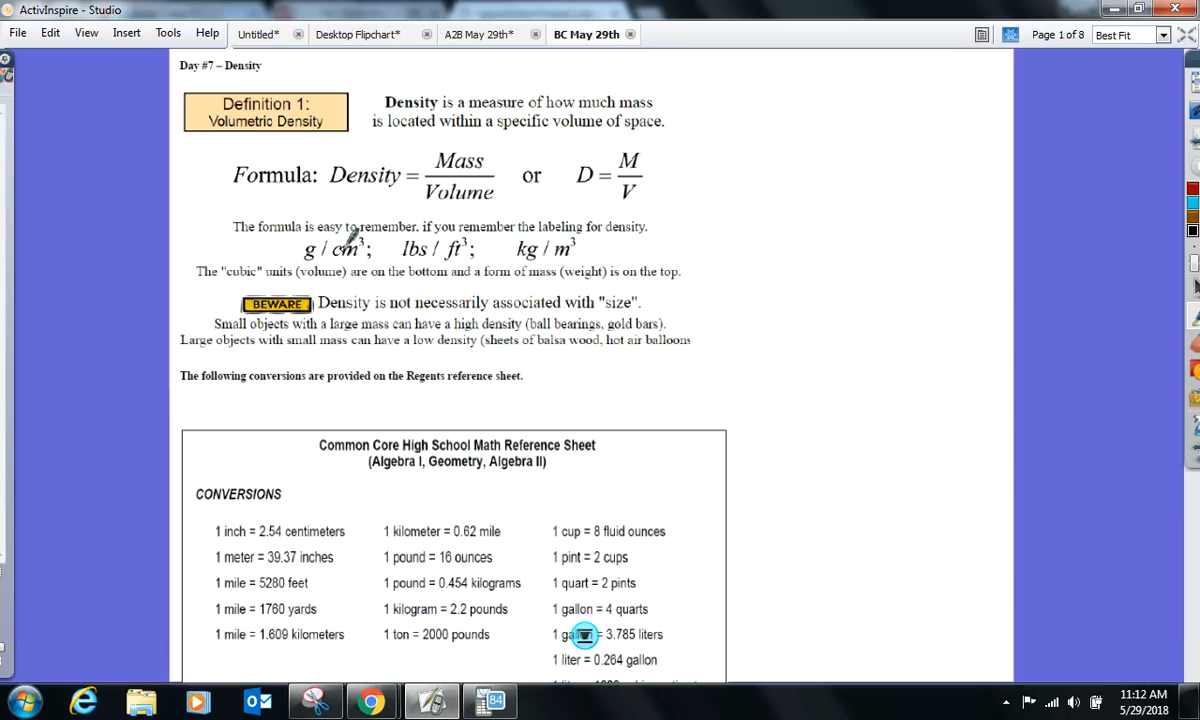 ActivInspire - Studio
File Edit View Insert Tools Help Untitled* Desktop Flipchart* A2B May 29th* BC May 29th Page 1 of 8 Best Fit
Day #7 – Density
Definition 1:
Volumetric Density
Density is a measure of how much mass
is located within a specific volume of space.
Formula: Density = Mass / Volume or D = M / V
The formula is easy to remember, if you remember the labeling for density.
g / cm³; lbs / ft³; kg / m³
The "cubic" units (volume) are on the bottom and a form of mass (weight) is on the top.
BEWARE Density is not necessarily associated with "size".
Small objects with a large mass can have a high density (ball bearings, gold bars).
Large objects with small mass can have a low density (sheets of balsa wood, hot air balloons
The following conversions are provided on the Regents reference sheet.
Common Core High School Math Reference Sheet
(Algebra I, Geometry, Algebra II)
CONVERSIONS
1 inch = 2.54 centimeters 1 kilometer = 0.62 mile 1 cup = 8 fluid ounces
1 meter = 39.37 inches 1 pound = 16 ounces 1 pint = 2 cups
1 mile = 5280 feet 1 pound = 0.454 kilograms 1 quart = 2 pints
1 mile = 1760 yards 1 kilogram = 2.2 pounds 1 gallon = 4 quarts
1 mile = 1.609 kilometers 1 ton = 2000 pounds 1 = 3.785 liters
1 liter = 0.264 gallon
84
11:12 AM
5/29/2018